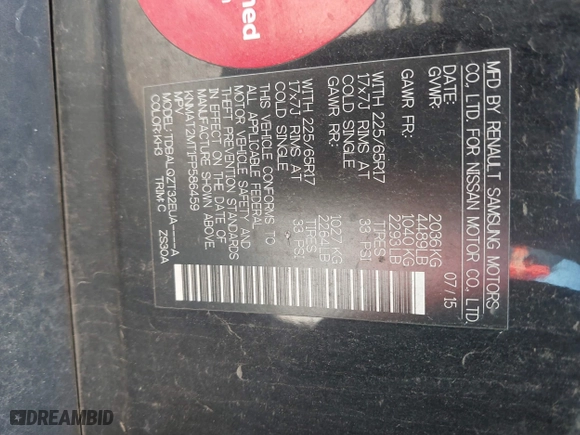 ned
MFD BY RENAULT SAMSUNG MOTORS
CO., LTD. FOR NISSAN MOTOR CO., LTD.
DATE: 07/15
GVWR: 2036KG 4489LB
GAWR FR: 1040KG 2293LB
WITH 225/65R17 TIRES
17x7J RIMS AT 33 PSI
COLD SINGLE
GAWR RR: 1027KG 2264LB
WITH 225/65R17 TIRES
17x7J RIMS AT 33 PSI
COLD SINGLE
THIS VEHICLE CONFORMS TO
ALL APPLICABLE FEDERAL
MOTOR VEHICLE SAFETY AND
THEFT PREVENTION STANDARDS
IN EFFECT ON THE DATE OF
MANUFACTURE SHOWN ABOVE.
KNMAT2MT1FP586459
MPV
MODEL: TDBALQZT32EUA-----A
COLOR: KH3 TRIM: C ZS30A
DREAMBID